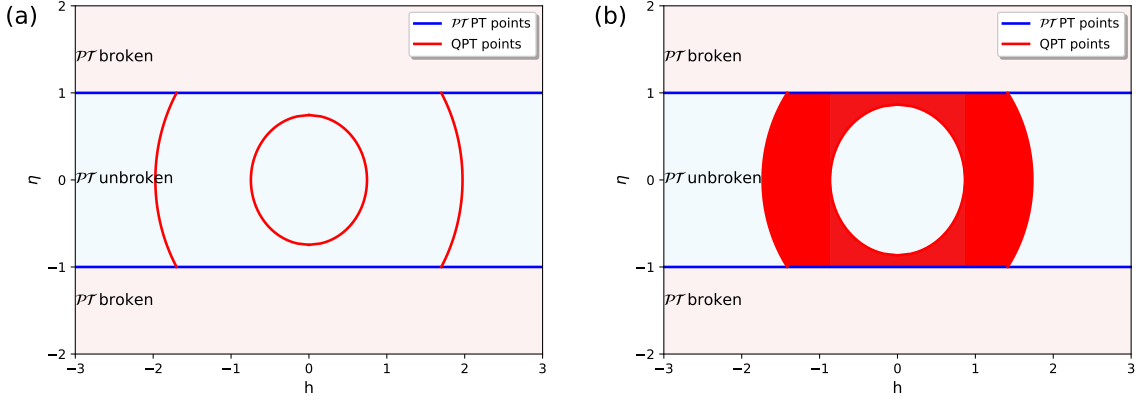 (a)
2
1
0
−1
−2
η
𝒫𝒯 broken
𝒫𝒯 unbroken
𝒫𝒯 broken
𝒫𝒯 PT points
QPT points
−3
−2
−1
0
1
2
3
h
(b)
2
1
0
−1
−2
η
𝒫𝒯 broken
𝒫𝒯 unbroken
𝒫𝒯 broken
𝒫𝒯 PT points
QPT points
−3
−2
−1
0
1
2
3
h